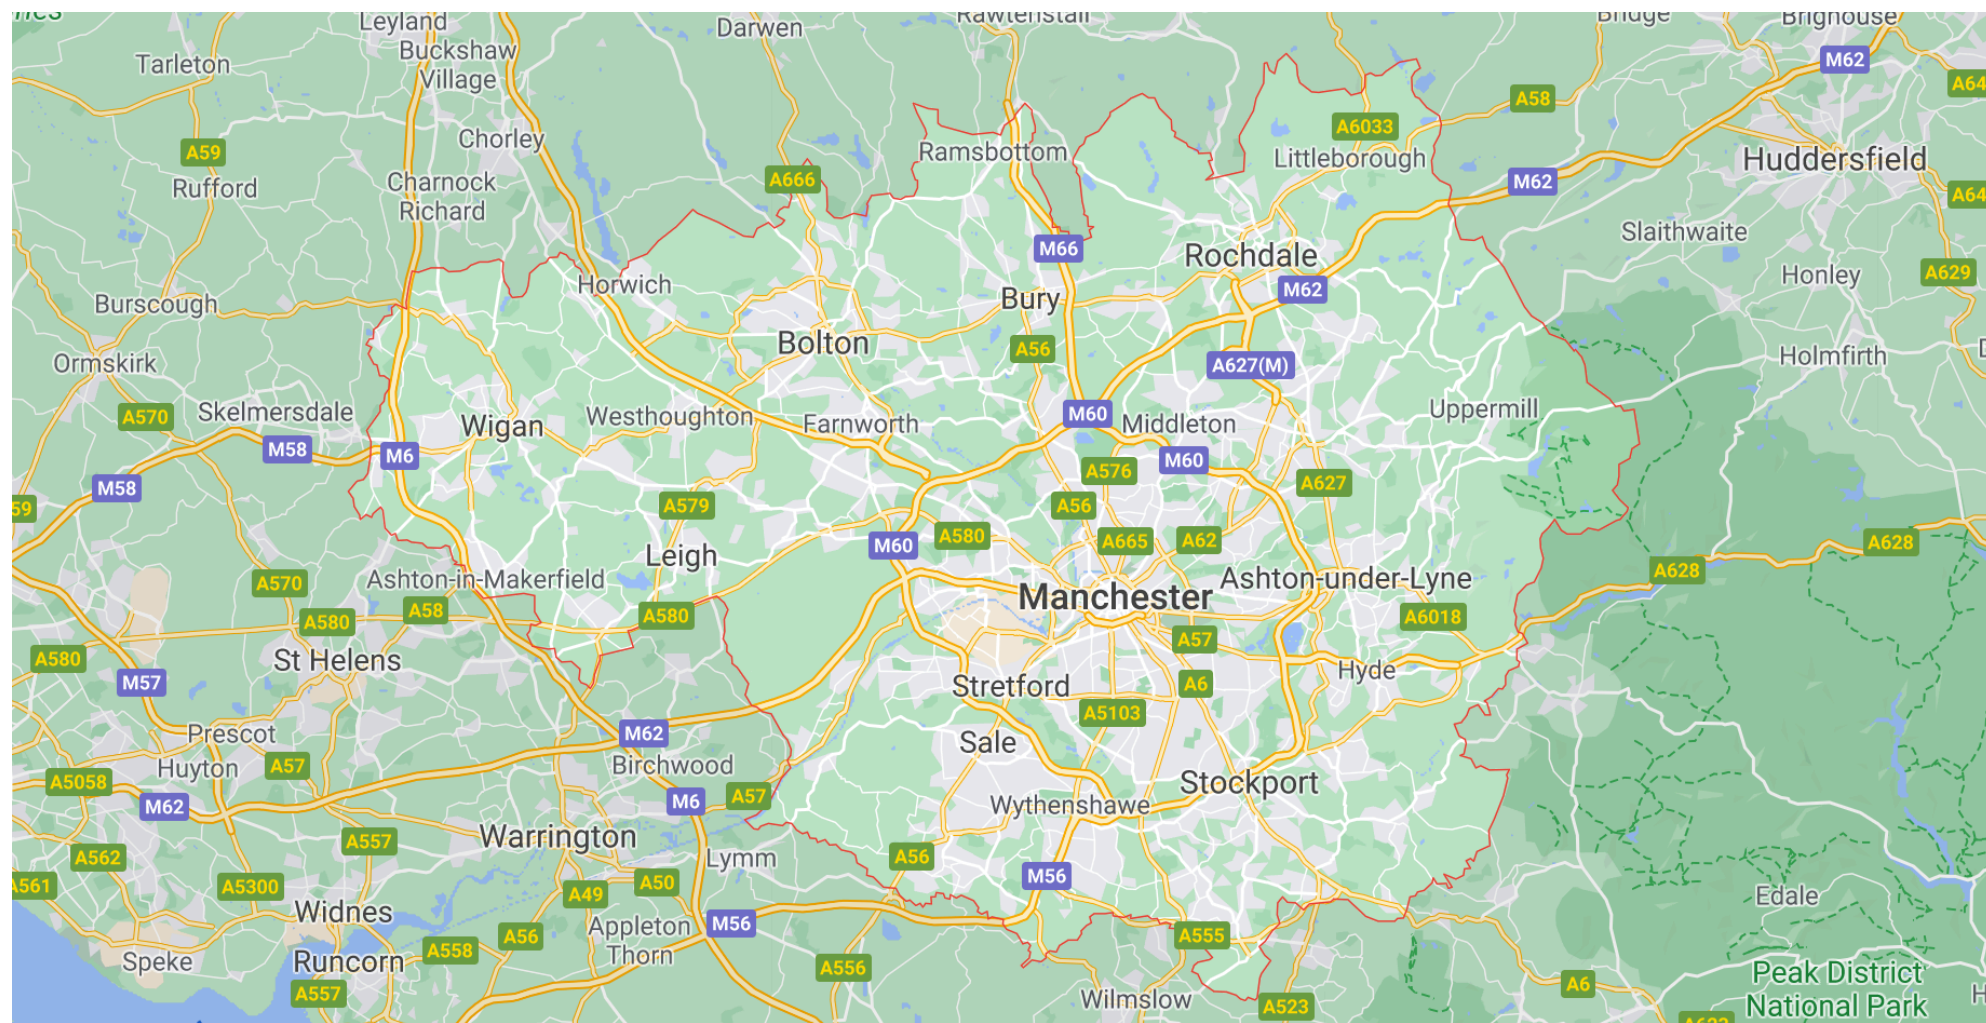 Leyland
Rawtenstall
Bridge
Brighouse
Darwen
Buckshaw
Village
Tarleton
M62
A64
A58
Chorley
A6033
A59
Ramsbottom
Littleborough
Huddersfield
Rufford
Charnock
Richard
A666
M62
A64
Slaithwaite
M66
Rochdale
Honley
A629
Horwich
M62
Burscough
Bury
Bolton
A56
Ormskirk
A627(M)
Holmfirth
Skelmersdale
A570
Westhoughton
Farnworth
M60
Middleton
Uppermill
Wigan
M58
M6
M60
A576
M58
A627
59
A579
A56
M60
A580
A665
A62
A628
Leigh
A628
Ashton-in-Makerfield
Ashton-under-Lyne
A570
Manchester
A58
A580
A580
A6018
A57
A580
St Helens
Hyde
M57
Stretford
A6
A5103
Prescot
M62
Sale
Huyton
A57
Birchwood
A5058
Stockport
M62
M6
A57
Wythenshawe
Warrington
A557
A562
Lymm
A56
A561
A5300
A49
A50
M56
Edale
Widnes
Appleton
Thorn
M56
A56
A555
A558
Speke
Runcorn
A556
Peak District
National Park
A557
Wilmslow
A523
A6